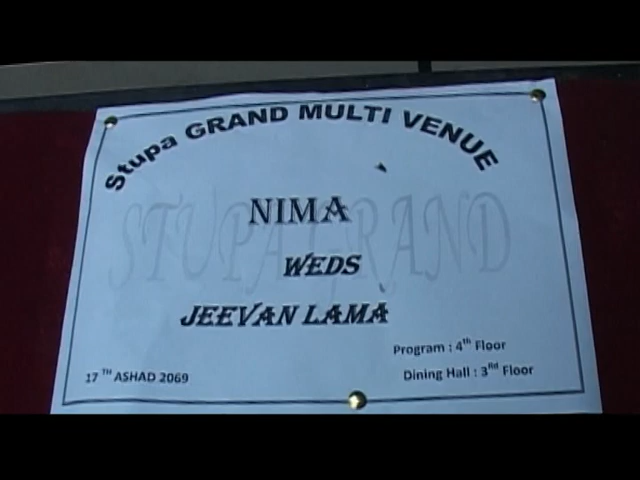 Stupa GRAND MULTI VENUE
STUPA GRAND
NIMA
WEDS
JEEVAN LAMA
Program : 4th Floor
17 TH ASHAD 2069
Dining Hall : 3Rd Floor